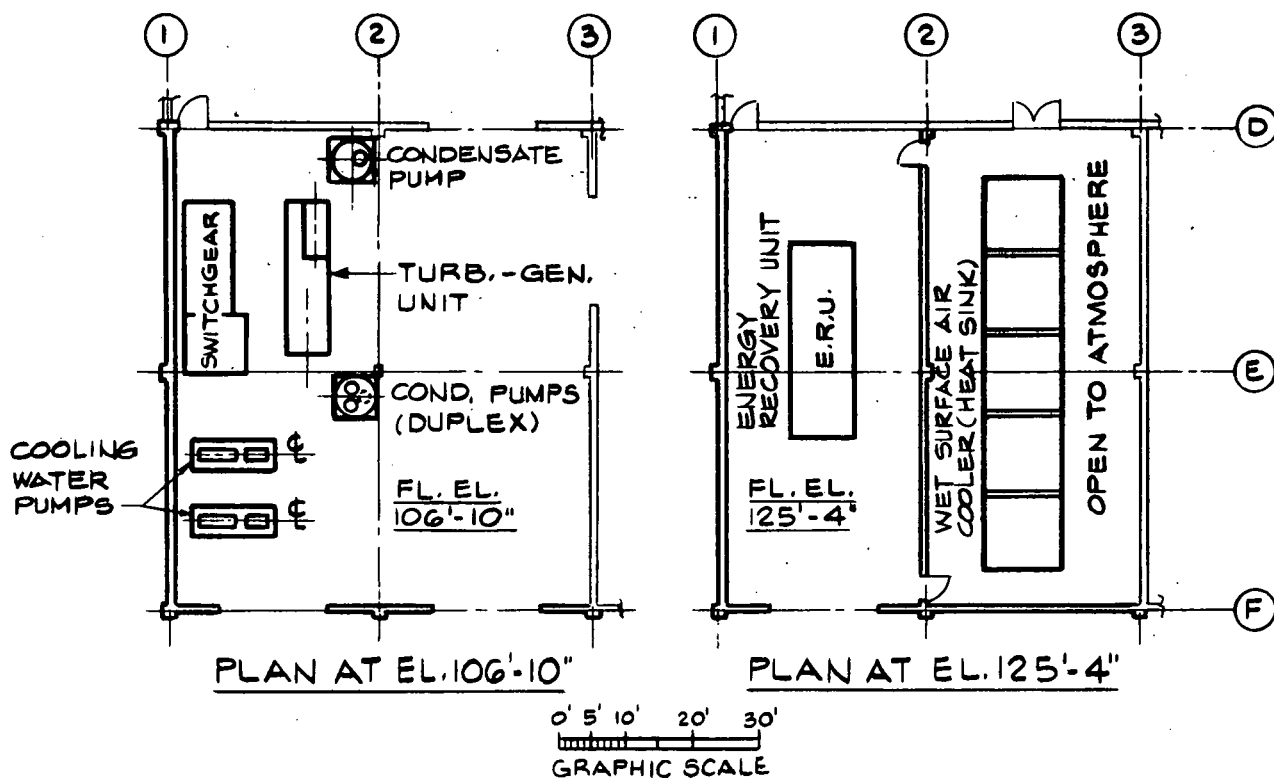 1
2
3
1
2
3
D
E
F
CONDENSATE
PUMP
SWITCHGEAR
TURB.-GEN.
UNIT
COND. PUMPS
(DUPLEX)
COOLING
WATER
PUMPS
℄
℄
FL. EL.
106'-10"
PLAN AT EL.106'-10"
ENERGY
RECOVERY UNIT
E.R.U.
WET SURFACE AIR
COOLER (HEAT SINK)
OPEN TO ATMOSPHERE
FL. EL.
125'-4"
PLAN AT EL.125'-4"
0' 5' 10' 20' 30'
GRAPHIC SCALE